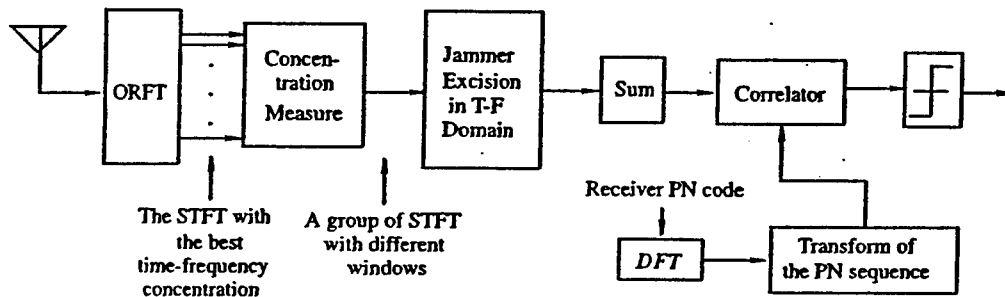 ORFT
Concen-
tration
Measure
Jammer
Excision
in T-F
Domain
Sum
Correlator
The STFT with
the best
time-frequency
concentration
A group of STFT
with different
windows
Receiver PN code
DFT
Transform of
the PN sequence